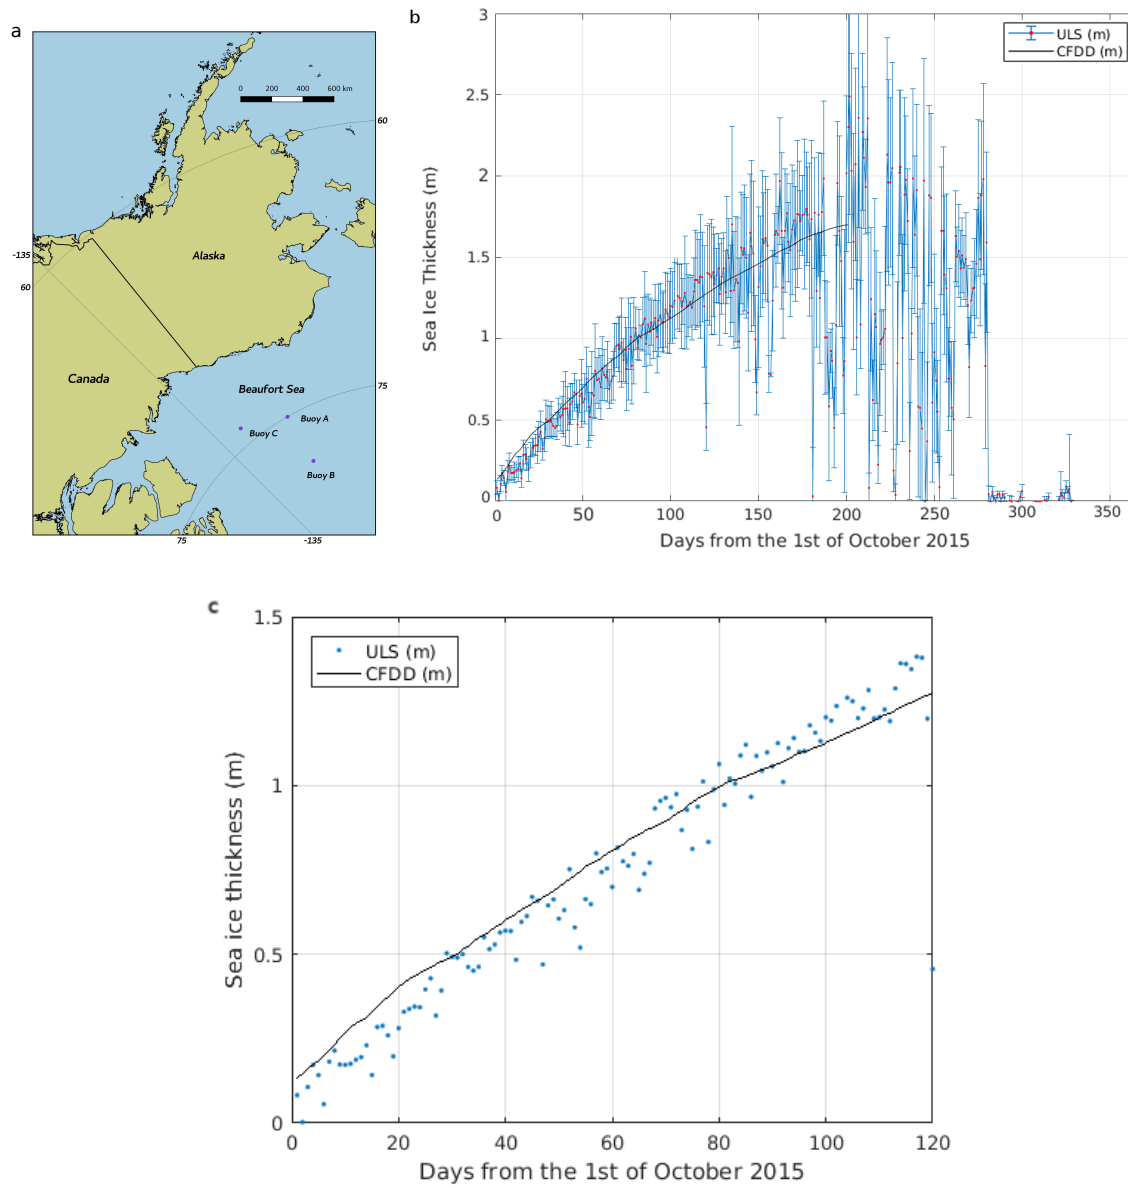 a
0 200 400 600 km
60
-135
60
Alaska
Canada
Beaufort Sea
75
Buoy A
Buoy C
Buoy B
75
-135
b
3
2.5
2
1.5
1
0.5
0
Sea Ice Thickness (m)
ULS (m)
CFDD (m)
0 50 100 150 200 250 300 350
Days from the 1st of October 2015
c
1.5
1
0.5
0
Sea ice thickness (m)
ULS (m)
CFDD (m)
0 20 40 60 80 100 120
Days from the 1st of October 2015